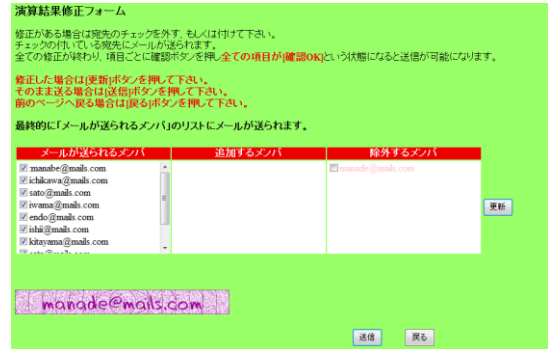 演算結果修正フォーム
修正がある場合は宛先のチェックを外す、もしくは付けて下さい。
チェックの付いている宛先にメールが送られます。
全ての修正が終わり、項目ごとに確認ボタンを押し全ての項目が[確認OK]という状態になると送信が可能になります。
修正した場合は[更新]ボタンを押して下さい。
そのまま送る場合は[送信]ボタンを押して下さい。
前のページへ戻る場合は[戻る]ボタンを押して下さい。
最終的に「メールが送られるメンバ」のリストにメールが送られます。
メールが送られるメンバ 追加するメンバ 除外するメンバ
manabe@mails.com manade@mails.com
ichikawa@mails.com
sato@mails.com
iwama@mails.com
更新
endo@mails.com
ishii@mails.com
kitayama@mails.com
manade@mails.com
送信 戻る